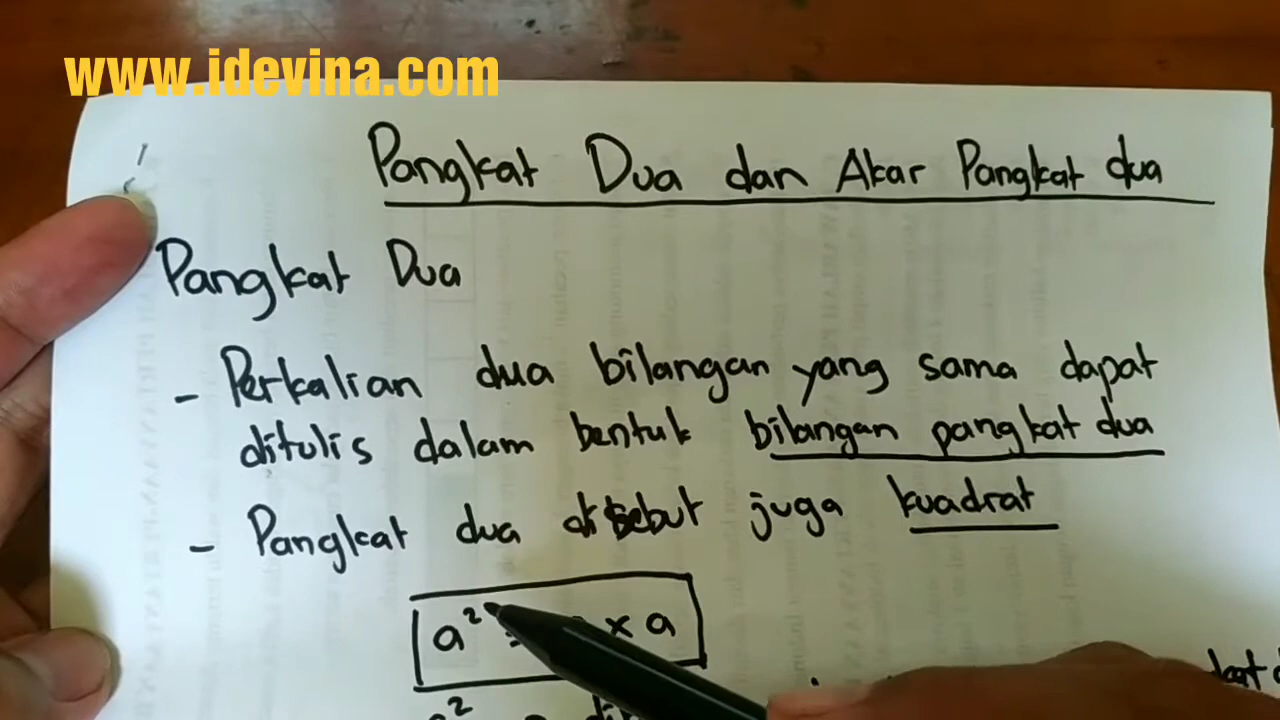 www.idevina.com
Pangkat Dua dan Akar Pangkat dua
Pangkat Dua
- Perkalian dua bilangan yang sama dapat
ditulis dalam bentuk bilangan pangkat dua
- Pangkat dua disebut juga kuadrat
a² = x a